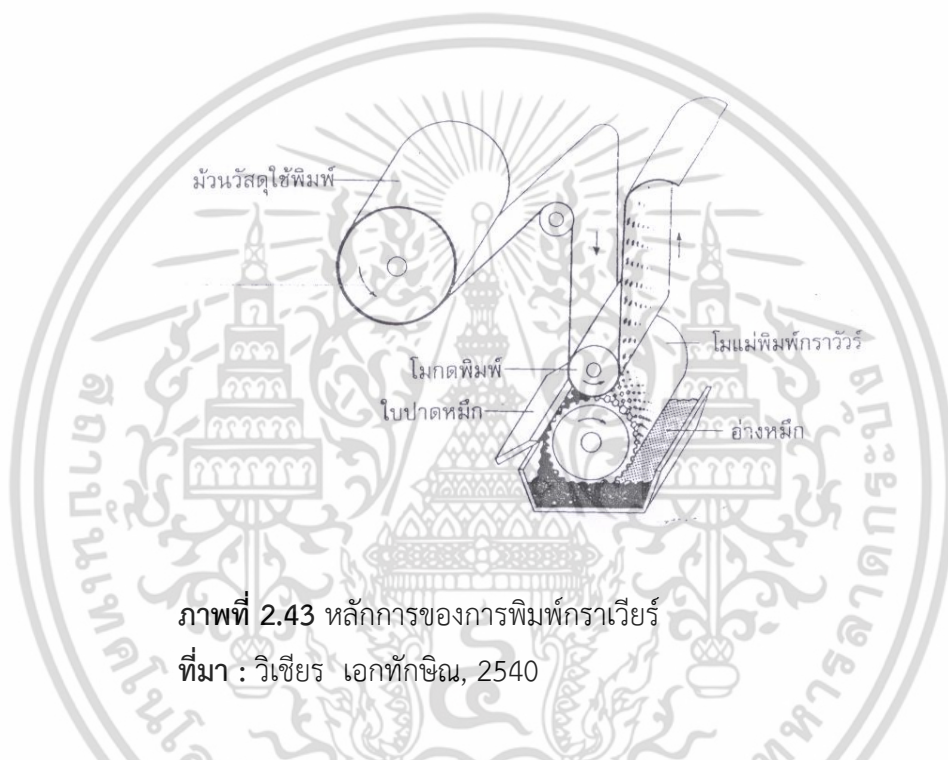 ม้วนวัสดุใช้พิมพ์
โมแม่พิมพ์กราวัวร์
โมกดพิมพ์
ใบปาดหมึก
อ่างหมึก
ภาพที่ 2.43 หลักการของการพิมพ์กราเวียร์
ที่มา : วิเชียร เอกทักษิณ, 2540